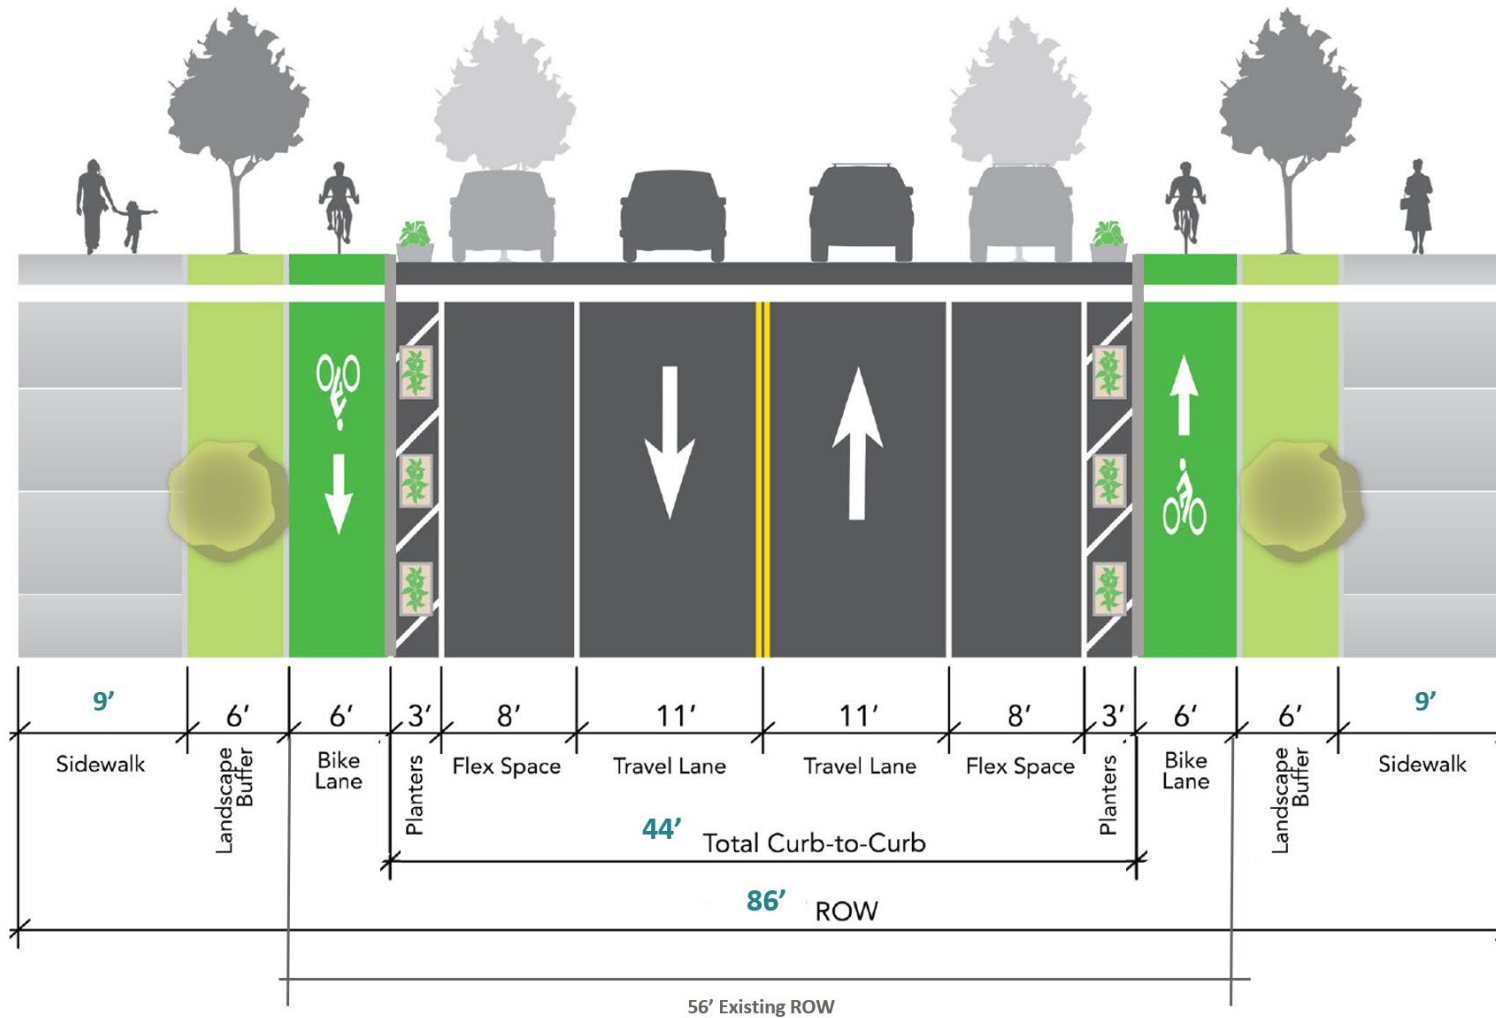 9’ 6’ 6’ 3’ 8’ 11’ 11’ 8’ 3’ 6’ 6’ 9’
Sidewalk
Landscape
Buffer
Bike
Lane
Planters
Flex Space
Travel Lane
Travel Lane
Flex Space
Planters
Bike
Lane
Landscape
Buffer
Sidewalk
44’ Total Curb-to-Curb
86’ ROW
56’ Existing ROW